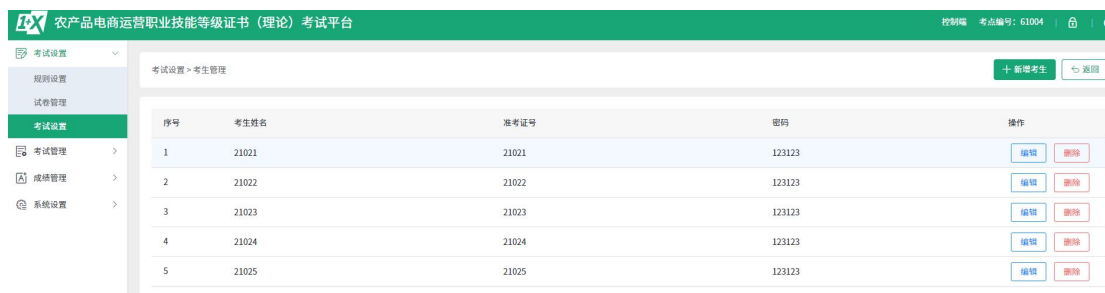 1+X 农产品电商运营职业技能等级证书（理论）考试平台 控制端 考点编号：61004
考试设置
规则设置
试卷管理
考试设置
考试管理
成绩管理
系统设置
考试设置 > 考生管理 + 新增考生 返回
序号 考生姓名 准考证号 密码 操作
1 21021 21021 123123 编辑 删除
2 21022 21022 123123 编辑 删除
3 21023 21023 123123 编辑 删除
4 21024 21024 123123 编辑 删除
5 21025 21025 123123 编辑 删除